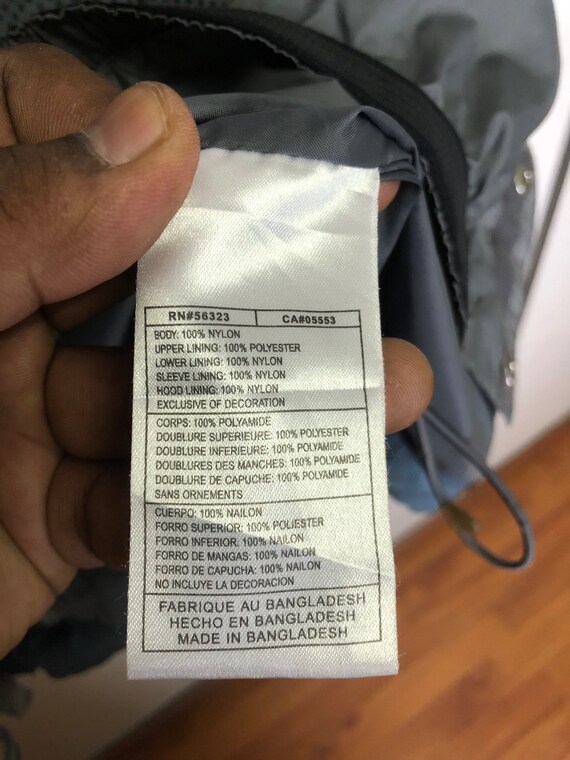 RN#56323 CA#05553
BODY: 100% NYLON
UPPER LINING: 100% POLYESTER
LOWER LINING: 100% NYLON
SLEEVE LINING: 100% NYLON
HOOD LINING: 100% NYLON
EXCLUSIVE OF DECORATION
CORPS: 100% POLYAMIDE
DOUBLURE SUPERIEURE: 100% POLYESTER
DOUBLURE INFERIEURE: 100% POLYAMIDE
DOUBLURES DES MANCHES: 100% POLYAMIDE
DOUBLURE DE CAPUCHE: 100% POLYAMIDE
SANS ORNEMENTS
CUERPO: 100% NAILON
FORRO SUPERIOR: 100% POLIESTER
FORRO INFERIOR: 100% NAILON
FORRO DE MANGAS: 100% NAILON
FORRO DE CAPUCHA: 100% NAILON
NO INCLUYE LA DECORACION
FABRIQUE AU BANGLADESH
HECHO EN BANGLADESH
MADE IN BANGLADESH